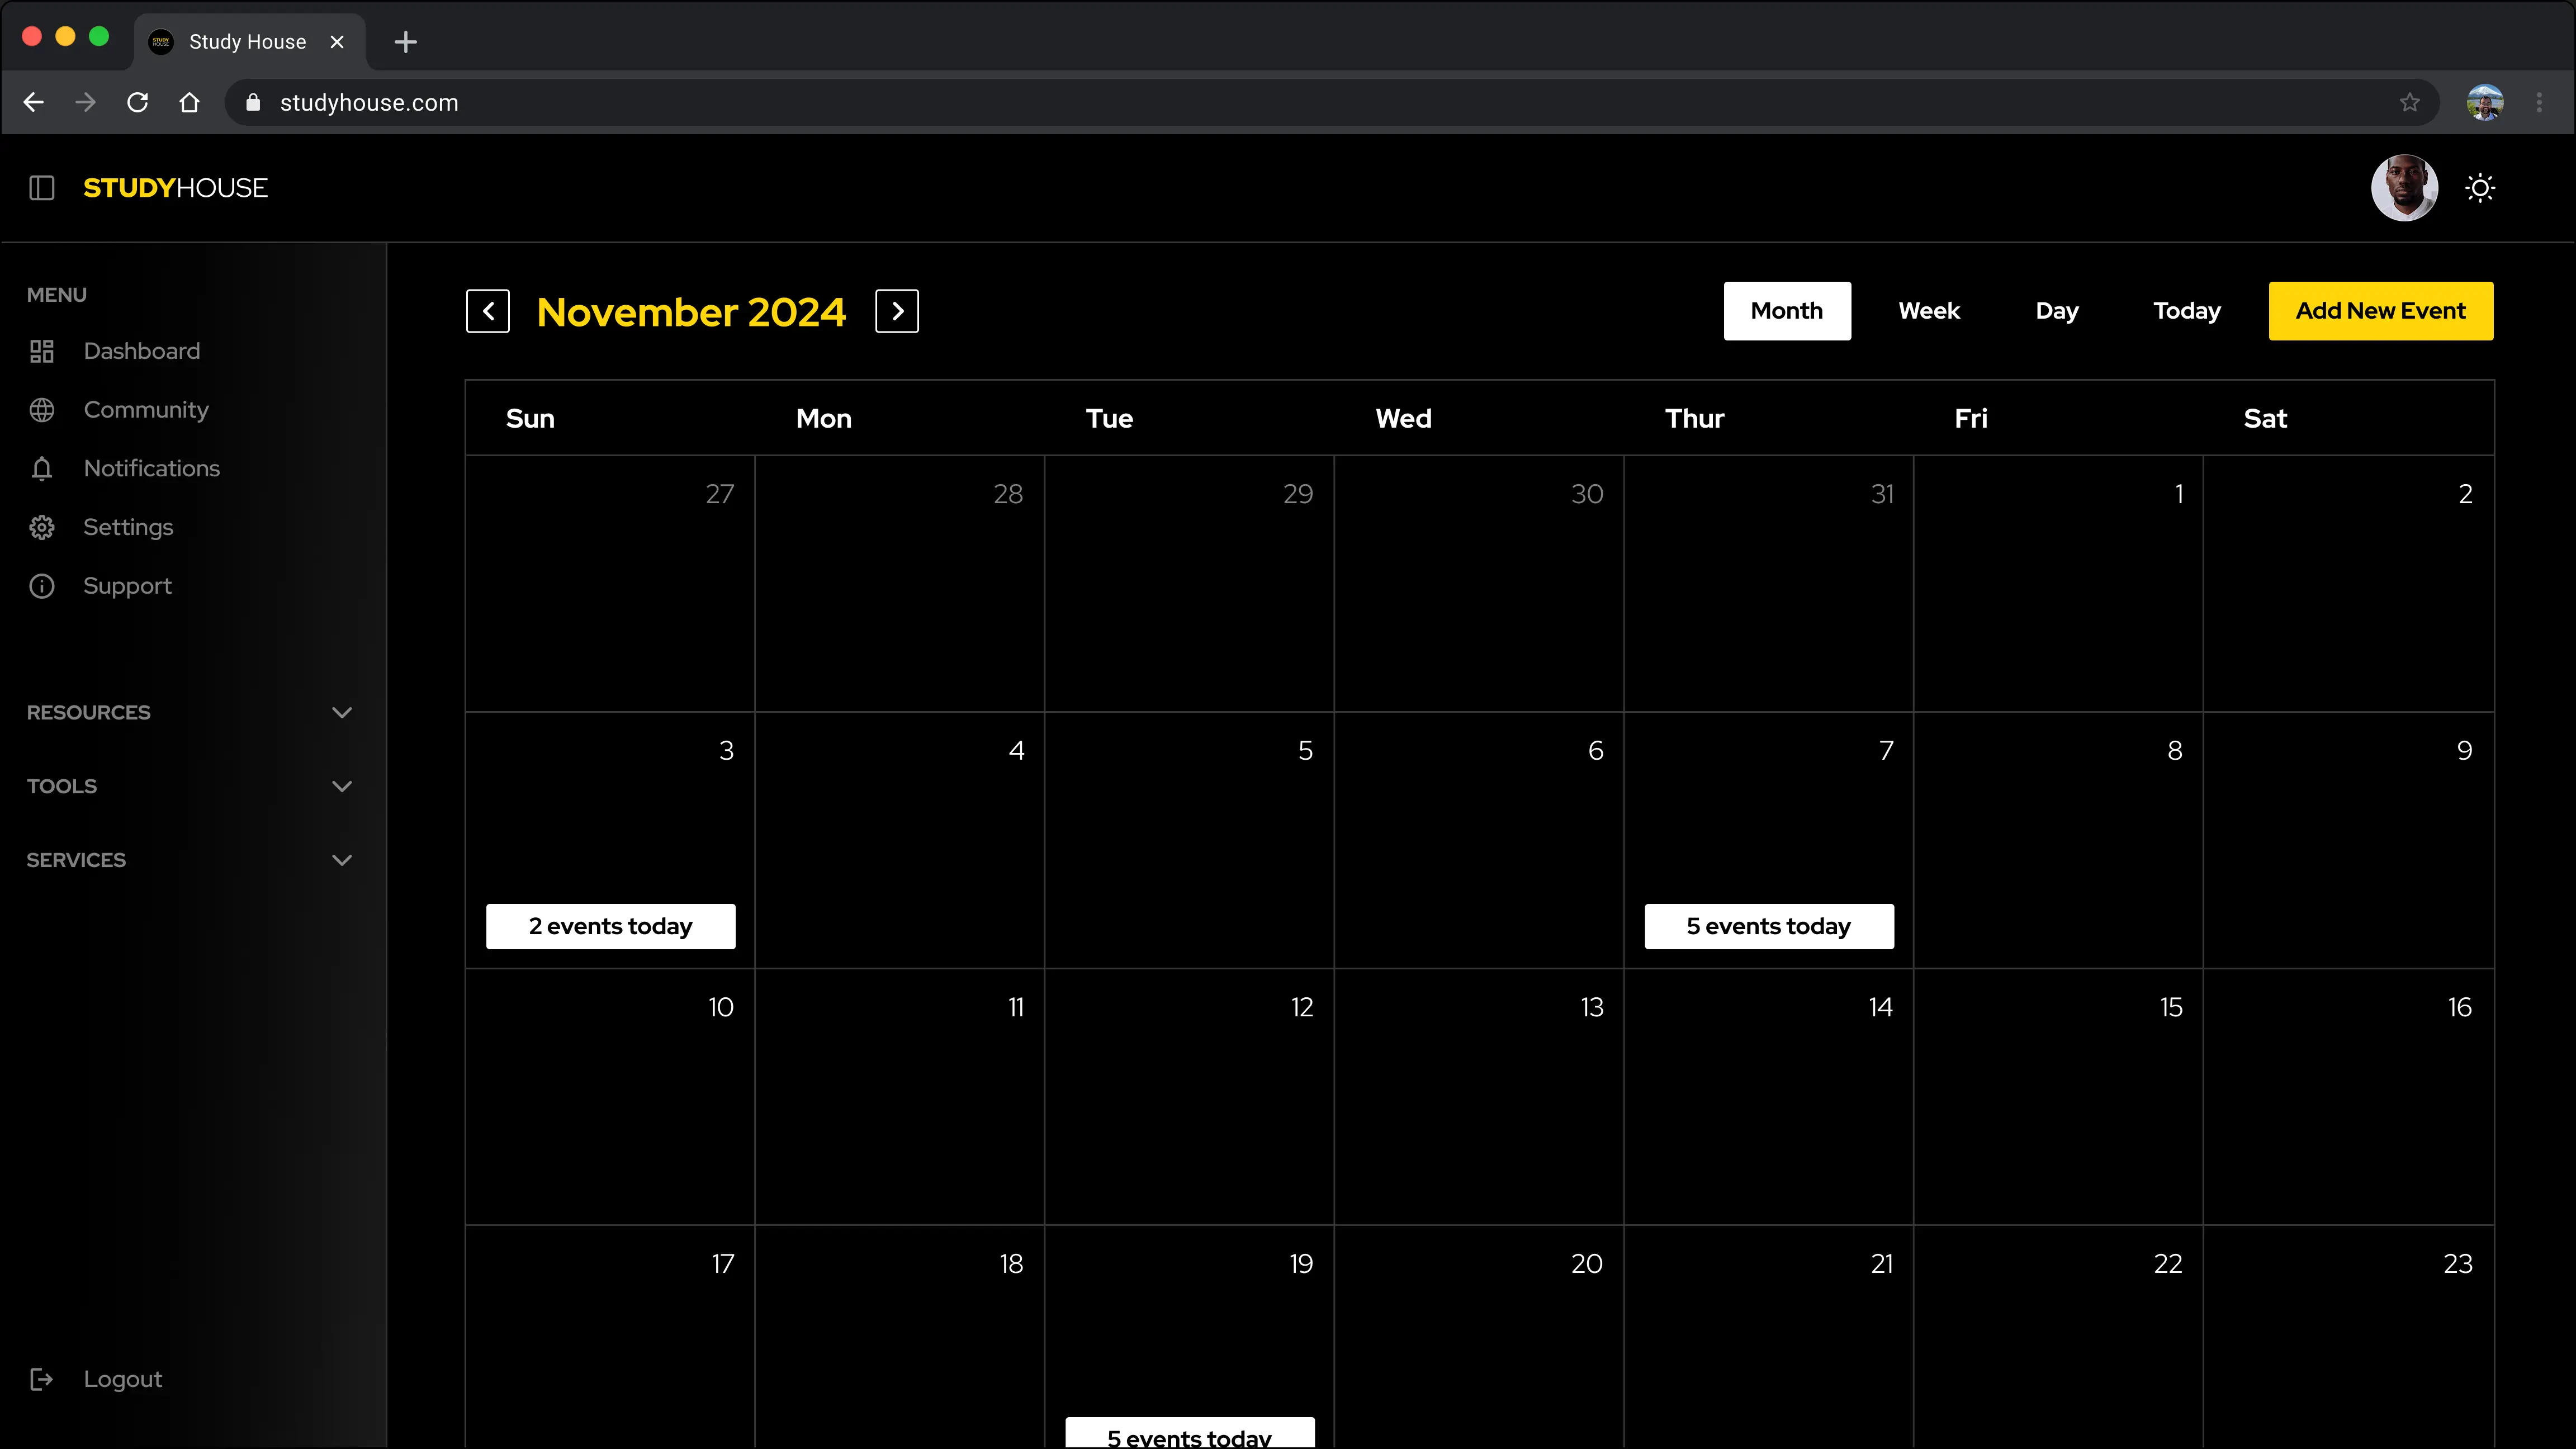 Study House
studyhouse.com
STUDYHOUSE
MENU
Dashboard
Community
Notifications
Settings
Support
RESOURCES
TOOLS
SERVICES
Logout
November 2024
Month Week Day Today Add New Event
Sun Mon Tue Wed Thur Fri Sat
27 28 29 30 31 1 2
3 4 5 6 7 8 9
2 events today 5 events today
10 11 12 13 14 15 16
17 18 19 20 21 22 23
5 events today